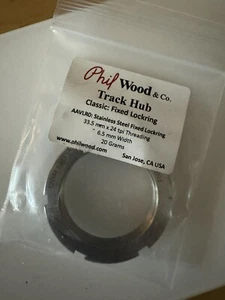 Phil Wood & Co.
Track Hub
Classic: Fixed Lockring
AAVLRD: Stainless Steel Fixed Lockring
33.5 mm x 24 tpi Threading
6.5 mm Width
20 Grams
www.philwood.com
San Jose, CA USA